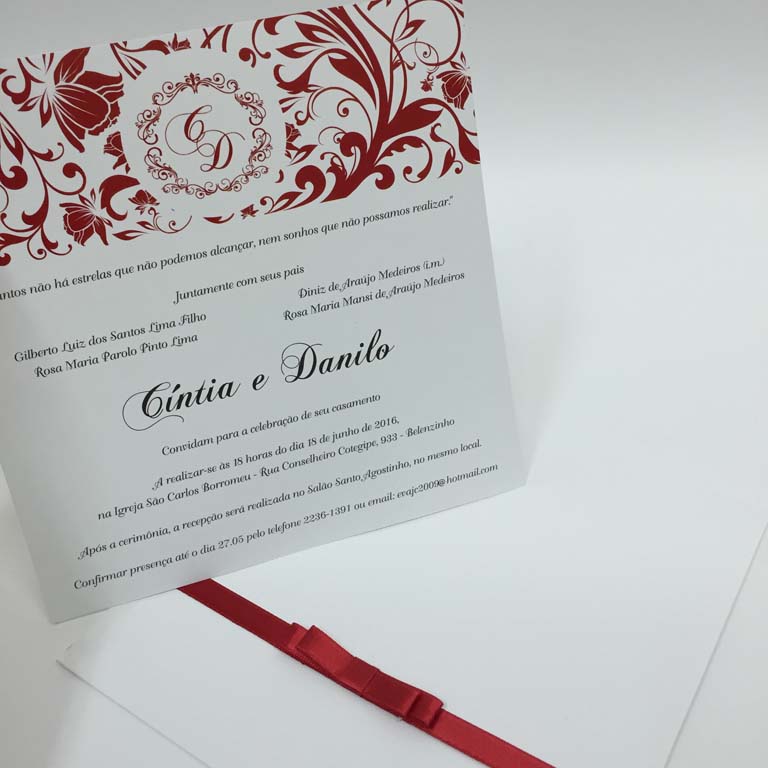 C D
não há estrelas que não podemos alcançar, nem sonhos que não possamos realizar."
Juntamente com seus pais
Gilberto Luiz dos Santos Lima Filho
Rosa Maria Parolo Pinto Lima
Diniz de Araújo Medeiros (i.m.)
Rosa Maria Mansi de Araújo Medeiros
Cíntia e Danilo
Convidam para a celebração de seu casamento
A realizar-se às 18 horas do dia 18 de junho de 2016,
na Igreja São Carlos Borromeu - Rua Conselheiro Cotegipe, 933 - Belenzinho
Após a cerimônia, a recepção será realizada no Salão Santo Agostinho, no mesmo local.
Confirmar presença até o dia 27.05 pelo telefone 2236-1391 ou email: evajc2009@hotmail.com